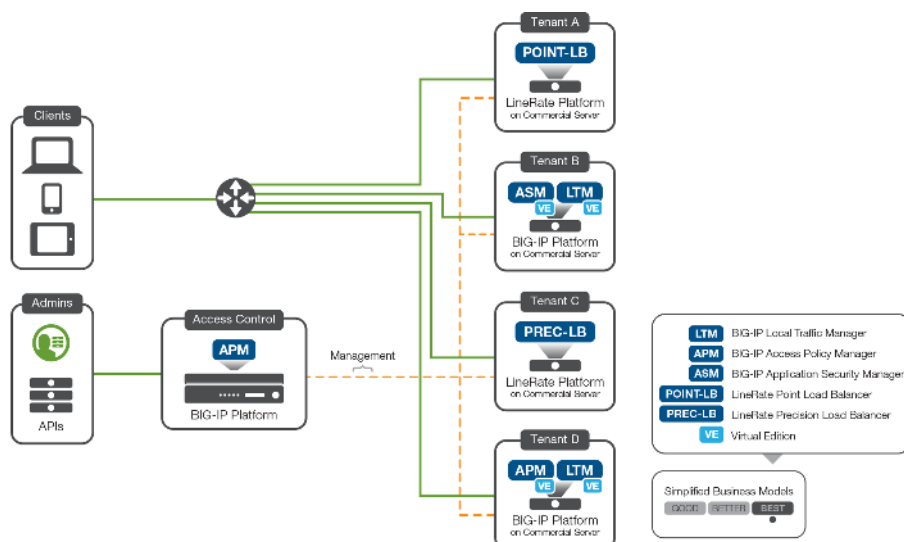 Tenant A
POINT-LB
LineRate Platform
on Commercial Server
Clients
Tenant B
ASM LTM
VE VE
BIG-IP Platform
on Commercial Server
Admins
APIs
Access Control
APM
BIG-IP Platform
Management
Tenant C
PREC-LB
LineRate Platform
on Commercial Server
Tenant D
APM LTM
VE VE
BIG-IP Platform
on Commercial Server
LTM BIG-IP Local Traffic Manager
APM BIG-IP Access Policy Manager
ASM BIG-IP Application Security Manager
POINT-LB LineRate Point Load Balancer
PREC-LB LineRate Precision Load Balancer
VE Virtual Edition
Simplified Business Models
GOOD BETTER BEST